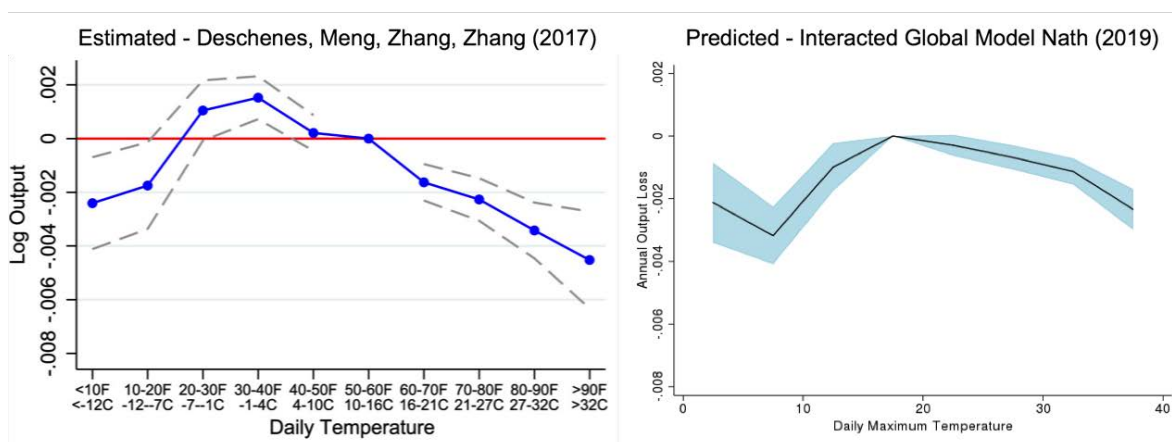 Estimated - Deschenes, Meng, Zhang, Zhang (2017)
Log Output
.002
0
-.002
-.004
-.006
-.008
<10F 10-20F 20-30F 30-40F 40-50F 50-60F 60-70F 70-80F 80-90F >90F
<-12C -12--7C -7--1C -1-4C 4-10C 10-16C 16-21C 21-27C 27-32C >32C
Daily Temperature
Predicted - Interacted Global Model Nath (2019)
Annual Output Loss
.002
0
-.002
-.004
-.006
-.008
0 10 20 30 40
Daily Maximum Temperature